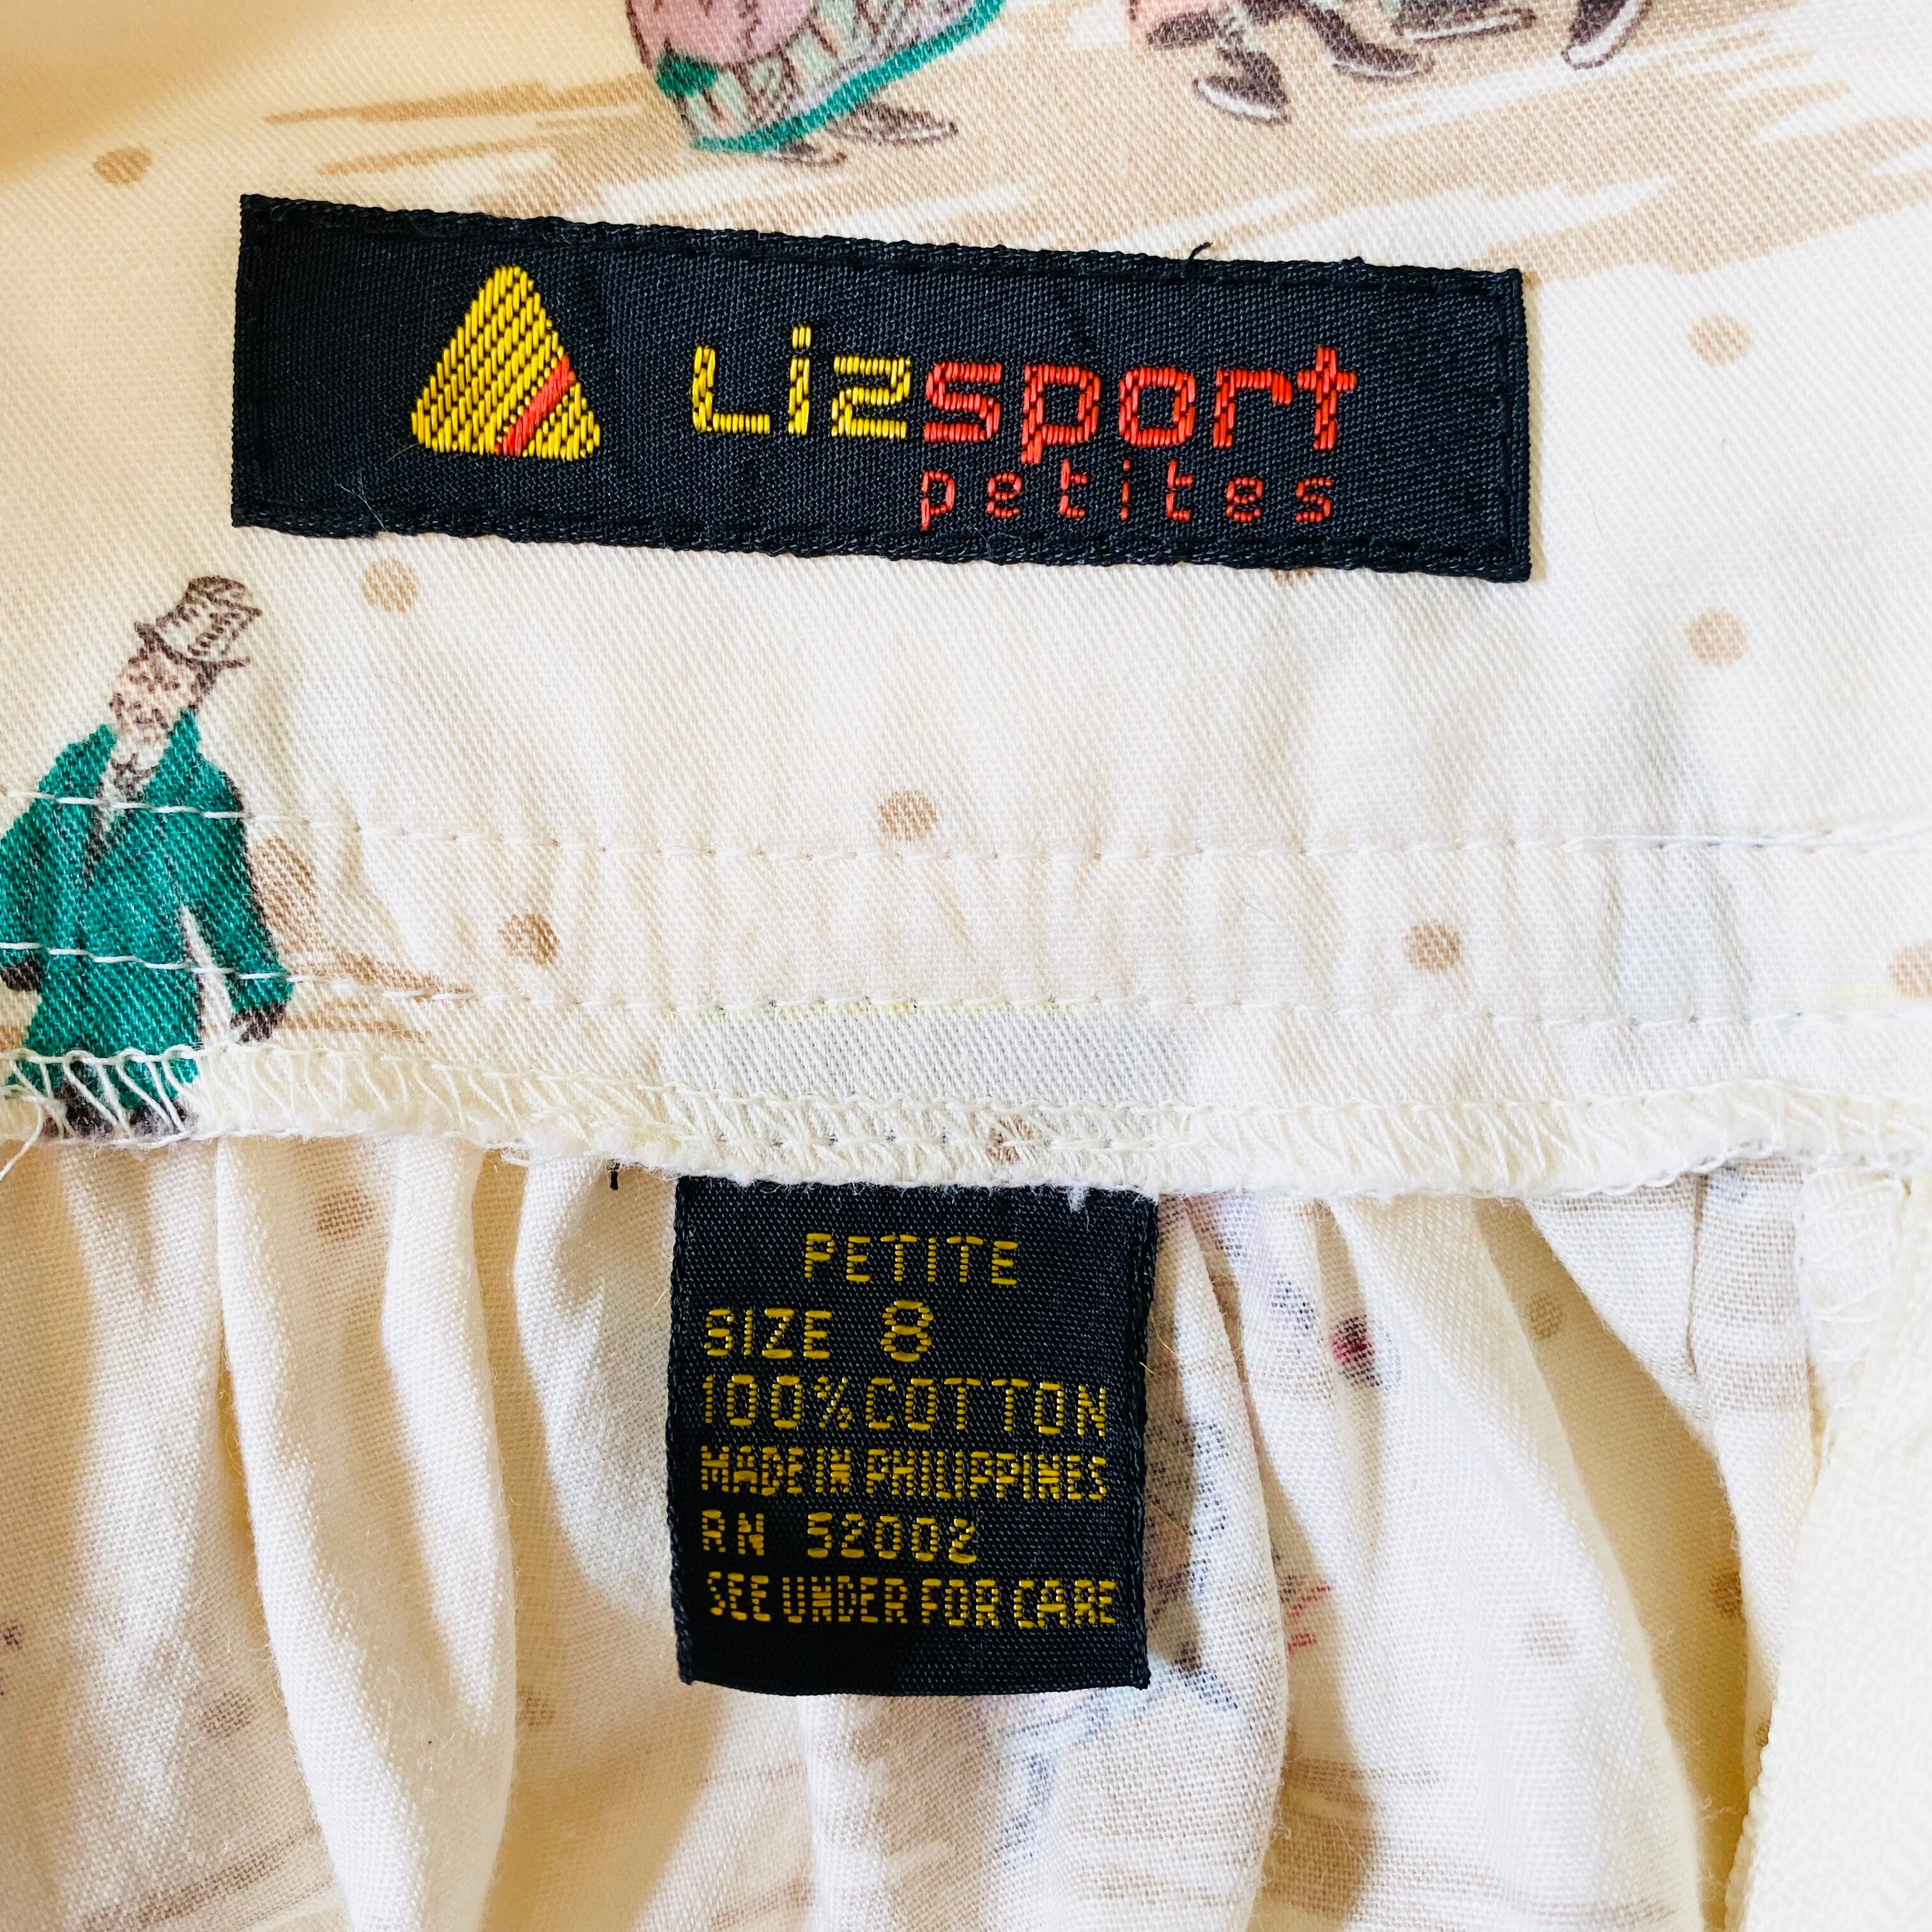 Lizsport
petites
PETITE
SIZE 8
100% COTTON
MADE IN PHILIPPINES
RN 52002
SEE UNDER FOR CARE